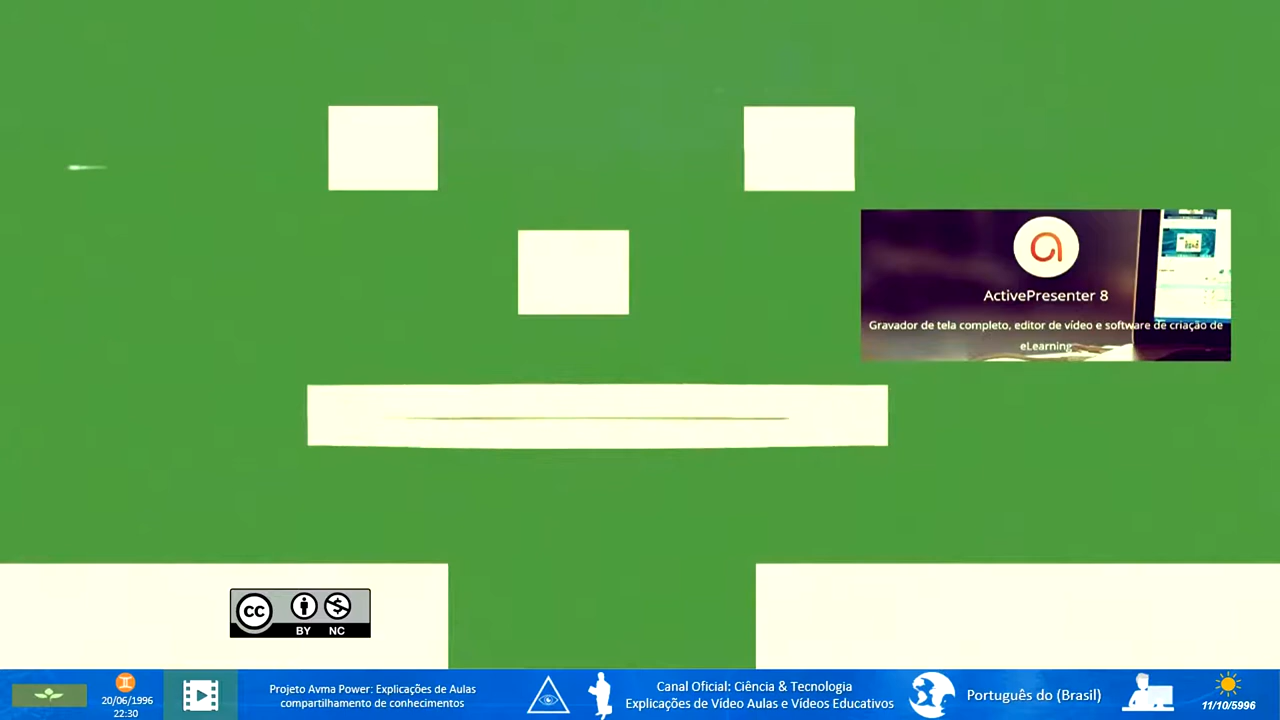 ActivePresenter 8
Gravador de tela completo, editor de vídeo e software de criação de
eLearning
CC
BY NC
20/06/1996
22:30
Projeto Avma Power: Explicações de Aulas
compartilhamento de conhecimentos
Canal Oficial: Ciência & Tecnologia
Explicações de Vídeo Aulas e Vídeos Educativos
Português do (Brasil)
11/10/5996